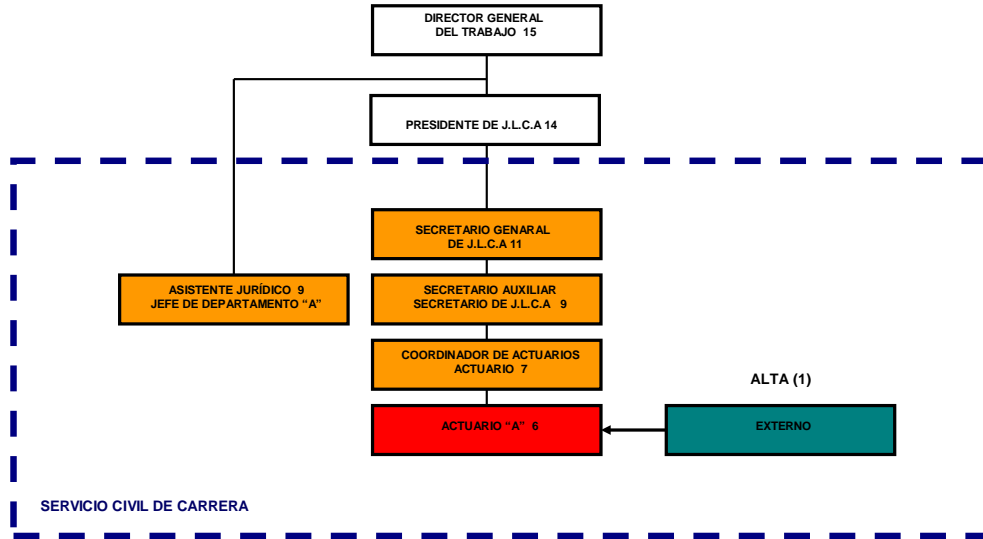 DIRECTOR GENERAL
DEL TRABAJO 15
PRESIDENTE DE J.L.C.A 14
SECRETARIO GENARAL
DE J.L.C.A 11
ASISTENTE JURÍDICO 9
JEFE DE DEPARTAMENTO “A”
SECRETARIO AUXILIAR
SECRETARIO DE J.L.C.A 9
COORDINADOR DE ACTUARIOS
ACTUARIO 7
ALTA (1)
ACTUARIO “A” 6
EXTERNO
SERVICIO CIVIL DE CARRERA